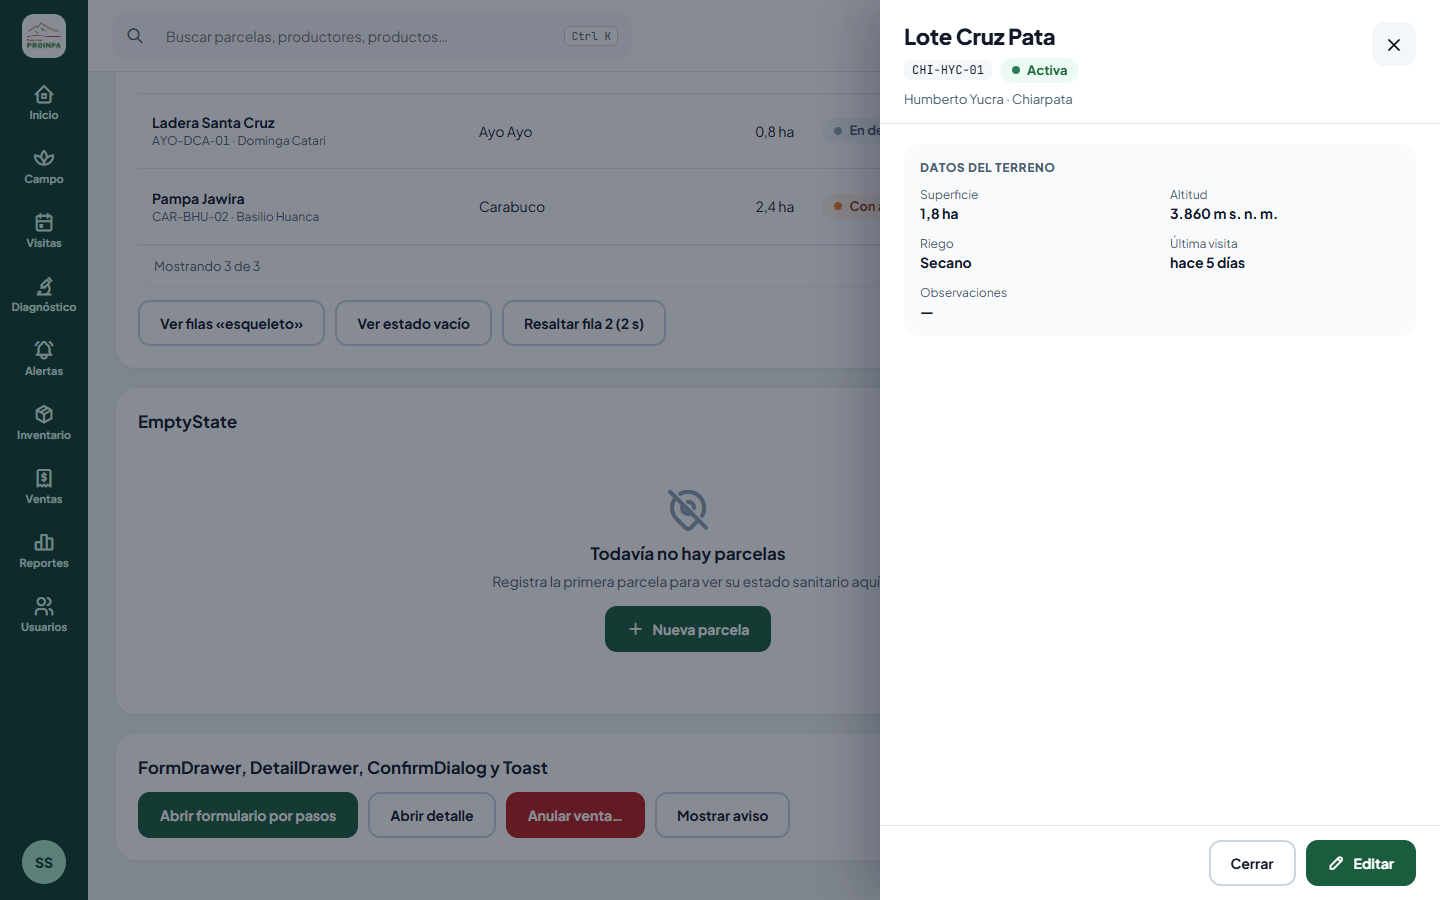 PROINPA
Inicio
Campo
Visitas
Diagnóstico
Alertas
Inventario
Ventas
Reportes
Usuarios
SS
Buscar parcelas, productores, productos…
Ctrl K
Ladera Santa Cruz
AYO-DCA-01 · Dominga Catari
Ayo Ayo
0,8 ha
En de
Pampa Jawira
CAR-BHU-02 · Basilio Huanca
Carabuco
2,4 ha
Con a
Mostrando 3 de 3
Ver filas «esqueleto»
Ver estado vacío
Resaltar fila 2 (2 s)
EmptyState
Todavía no hay parcelas
Registra la primera parcela para ver su estado sanitario aquí
Nueva parcela
FormDrawer, DetailDrawer, ConfirmDialog y Toast
Abrir formulario por pasos
Abrir detalle
Anular venta…
Mostrar aviso
Lote Cruz Pata
CHI-HYC-01
Activa
Humberto Yucra · Chiarpata
DATOS DEL TERRENO
Superficie
1,8 ha
Altitud
3.860 m s. n. m.
Riego
Secano
Última visita
hace 5 días
Observaciones
—
Cerrar
Editar